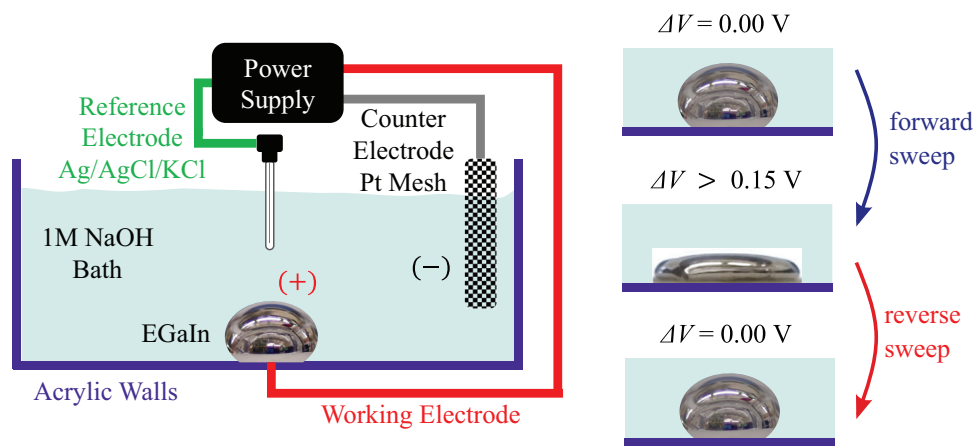 Power
Supply
Reference
Electrode
Ag/AgCl/KCl
Counter
Electrode
Pt Mesh
1M NaOH
Bath
(+)
(−)
EGaIn
Acrylic Walls
Working Electrode
ΔV = 0.00 V
forward
sweep
ΔV > 0.15 V
reverse
sweep
ΔV = 0.00 V